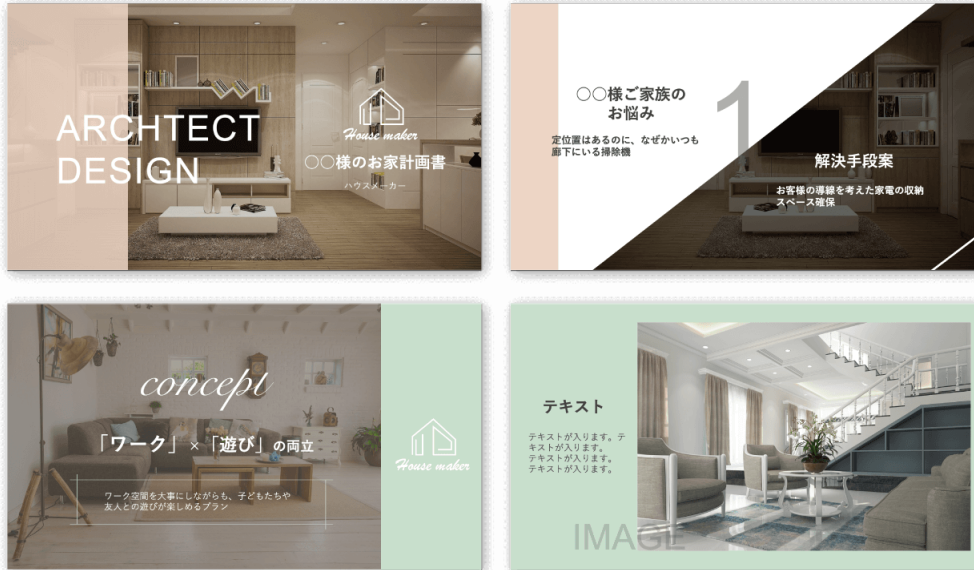 ARCHTECT
DESIGN
House maker
〇〇様のお家計画書
ハウスメーカー
〇〇様ご家族の
お悩み
定位置はあるのに、なぜかいつも
廊下にいる掃除機
1
解決手段案
お客様の導線を考えた家電の収納
スペース確保
concept
「ワーク」×「遊び」の両立
ワーク空間を大事にしながらも、子どもたちや
友人との遊びが楽しめるプラン
House maker
テキスト
テキストが入ります。テ
キストが入ります。
テキストが入ります。
テキストが入ります。
IMAGE